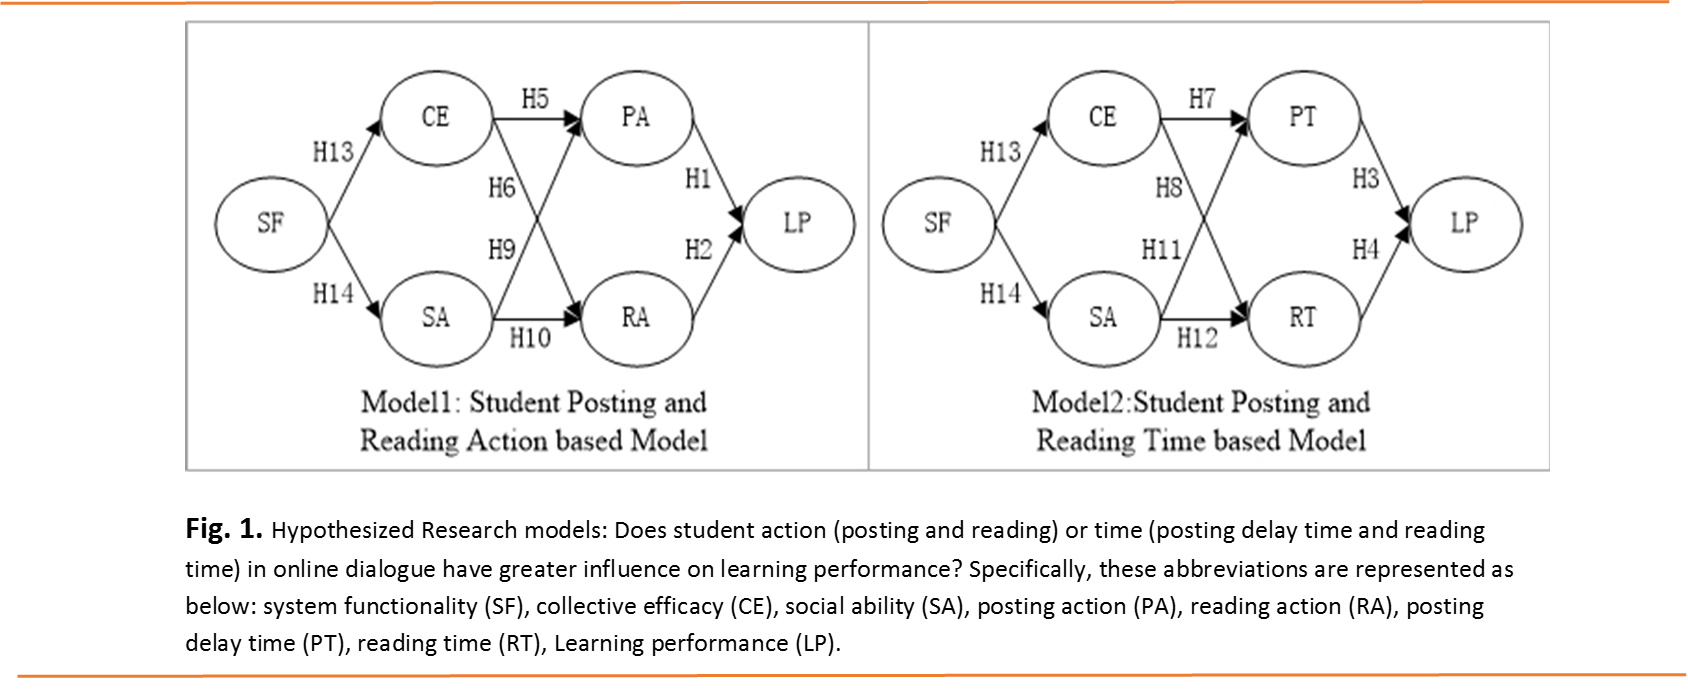 CE
H5
PA
H13
H6
H1
SF
LP
H9
H2
H14
SA
H10
RA
Model1: Student Posting and
Reading Action based Model
CE
H7
PT
H13
H8
H3
SF
LP
H11
H4
H14
SA
H12
RT
Model2:Student Posting and
Reading Time based Model
Fig. 1. Hypothesized Research models: Does student action (posting and reading) or time (posting delay time and reading
time) in online dialogue have greater influence on learning performance? Specifically, these abbreviations are represented as
below: system functionality (SF), collective efficacy (CE), social ability (SA), posting action (PA), reading action (RA), posting
delay time (PT), reading time (RT), Learning performance (LP).